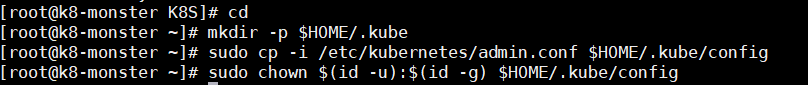 [root@k8-monster K8S]# cd
[root@k8-monster ~]# mkdir -p $HOME/.kube
[root@k8-monster ~]# sudo cp -i /etc/kubernetes/admin.conf $HOME/.kube/config
[root@k8-monster ~]# sudo chown $(id -u):$(id -g) $HOME/.kube/config